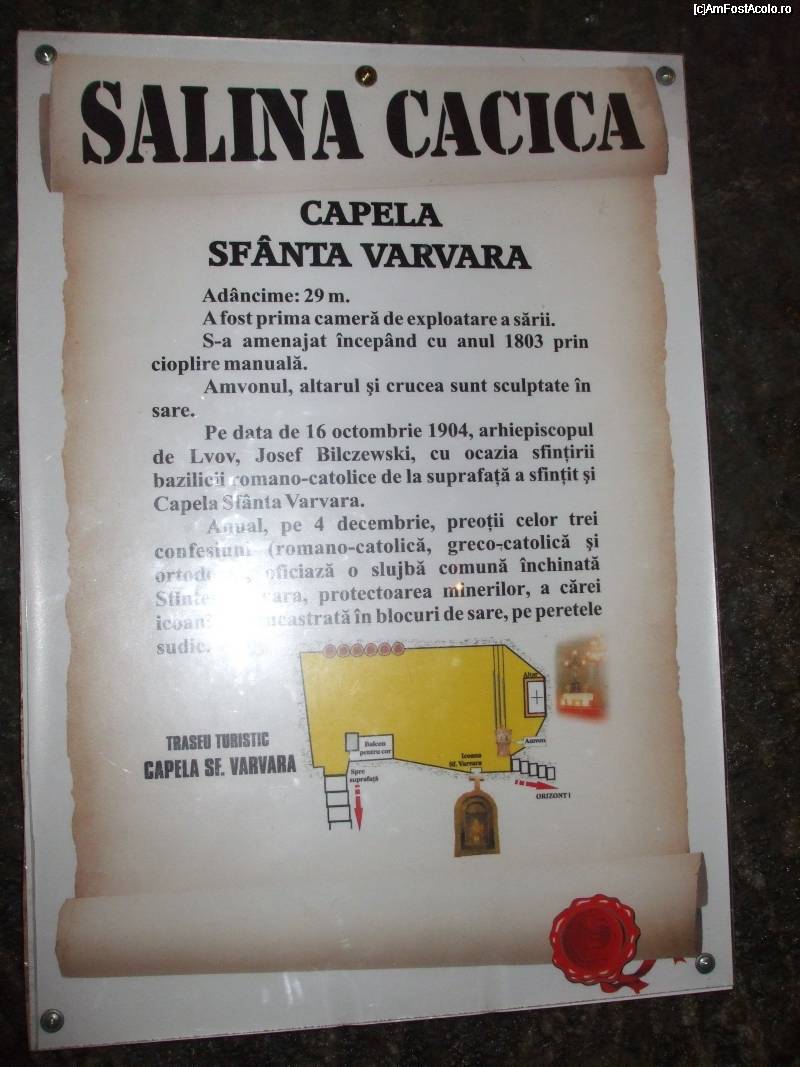 [c]AmFostAcolo.ro
SALINA CACICA
CAPELA
SFÂNTA VARVARA
Adâncime: 29 m.
A fost prima cameră de exploatare a sării.
S-a amenajat începând cu anul 1803 prin
cioplire manuală.
Amvonul, altarul şi crucea sunt sculptate în
sare.
Pe data de 16 octombrie 1904, arhiepiscopul
de Lvov, Josef Bilczewski, cu ocazia sfinţirii
bazilicii romano-catolice de la suprafaţă a sfinţit şi
Capela Sfânta Varvara.
Anual, pe 4 decembrie, preoţii celor trei
confesiuni (romano-catolică, greco-catolică şi
oficiază o slujbă comună închinată
protectoarea minerilor, a cărei
în blocuri de sare, pe peretele
sudic.
Altar
Balcon
pentru cor
Amvon
Icoana
Sf. Varvara
Spre
suprafaţă
ORIZONT I
TRASEU TURISTIC
CAPELA SF. VARVARA